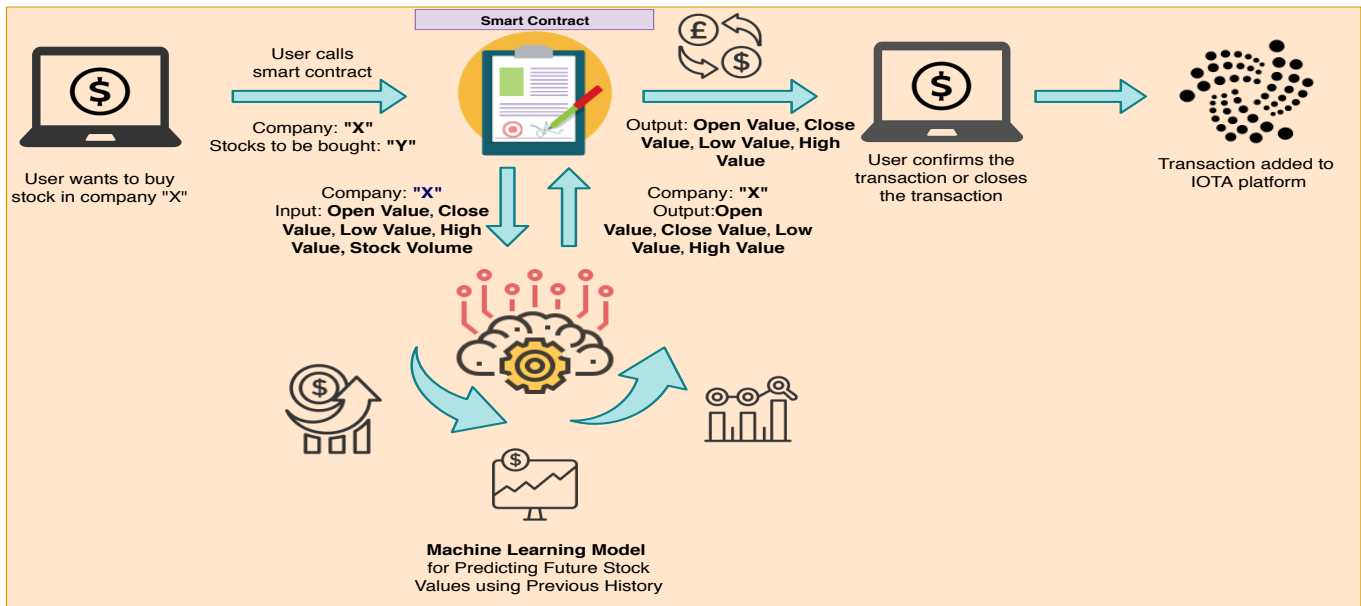 Smart Contract
User calls
smart contract
Company: "X"
Stocks to be bought: "Y"
User wants to buy
stock in company "X"
£
$
$
$
Output: Open Value, Close
Value, Low Value, High
Value
User confirms the
transaction or closes
the transaction
Transaction added to
IOTA platform
Company: "X"
Input: Open Value, Close
Value, Low Value, High
Value, Stock Volume
Company: "X"
Output:Open
Value, Close Value, Low
Value, High Value
$
$
Machine Learning Model
for Predicting Future Stock
Values using Previous History